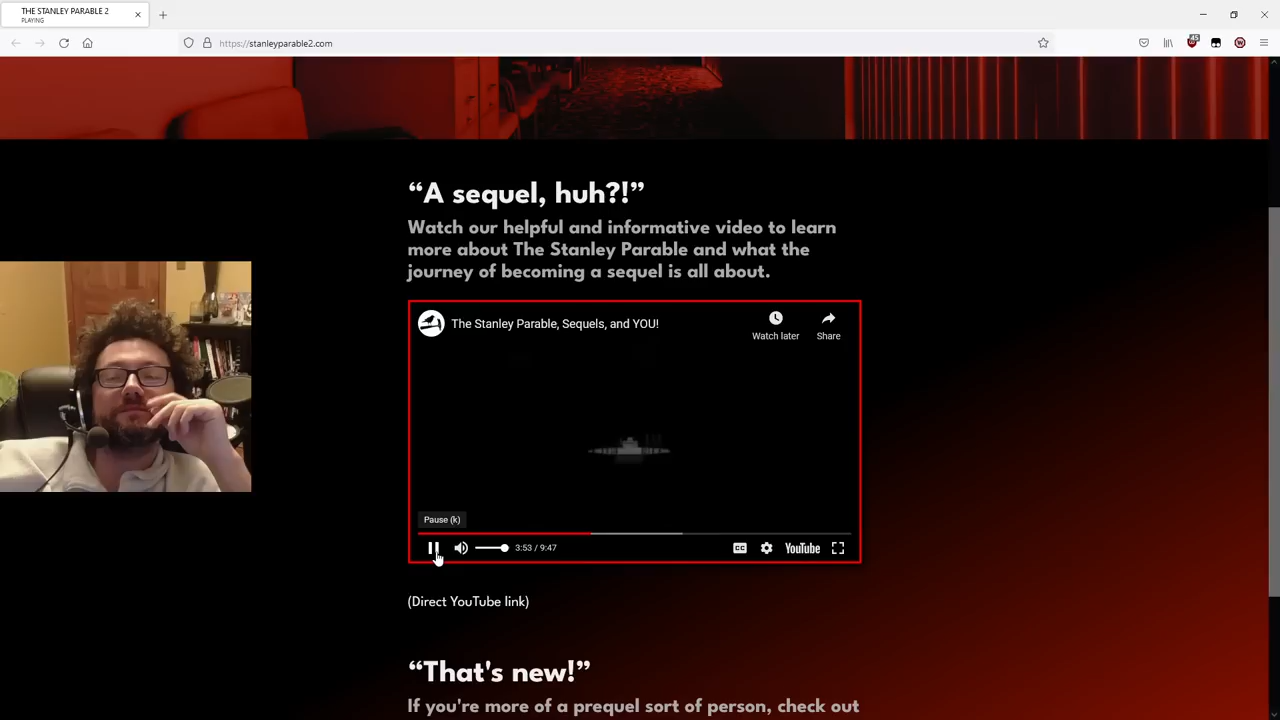 THE STANLEY PARABLE 2
PLAYING
https://stanleyparable2.com
45
“A sequel, huh?!”
Watch our helpful and informative video to learn
more about The Stanley Parable and what the
journey of becoming a sequel is all about.
The Stanley Parable, Sequels, and YOU!
Watch later
Share
Pause (k)
3:53 / 9:47
CC
YouTube
(Direct YouTube link)
“That's new!”
If you're more of a prequel sort of person, check out